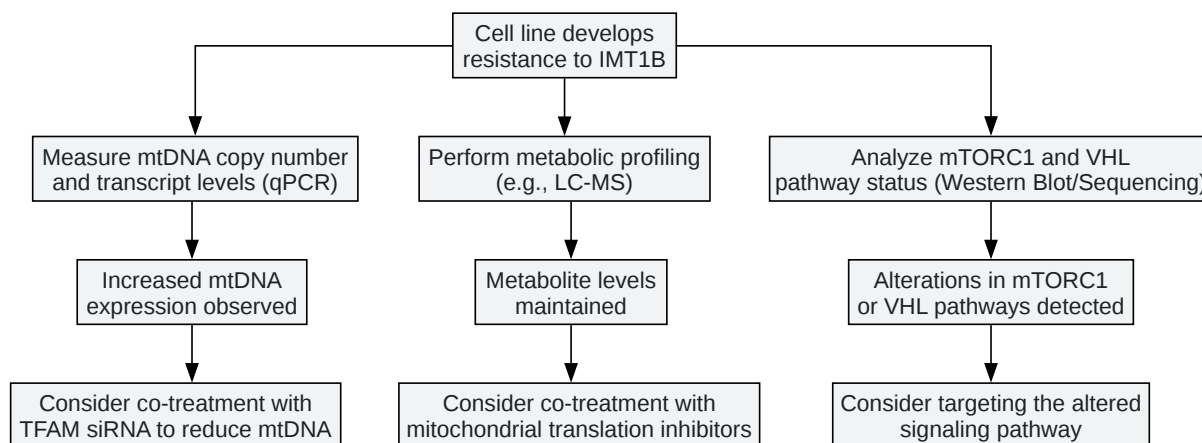 Cell line develops
resistance to IMT1B
Measure mtDNA copy number
and transcript levels (qPCR)
Perform metabolic profiling
(e.g., LC-MS)
Analyze mTORC1 and VHL
pathway status (Western Blot/Sequencing)
Increased mtDNA
expression observed
Metabolite levels
maintained
Alterations in mTORC1
or VHL pathways detected
Consider co-treatment with
TFAM siRNA to reduce mtDNA
Consider co-treatment with
mitochondrial translation inhibitors
Consider targeting the altered
signaling pathway